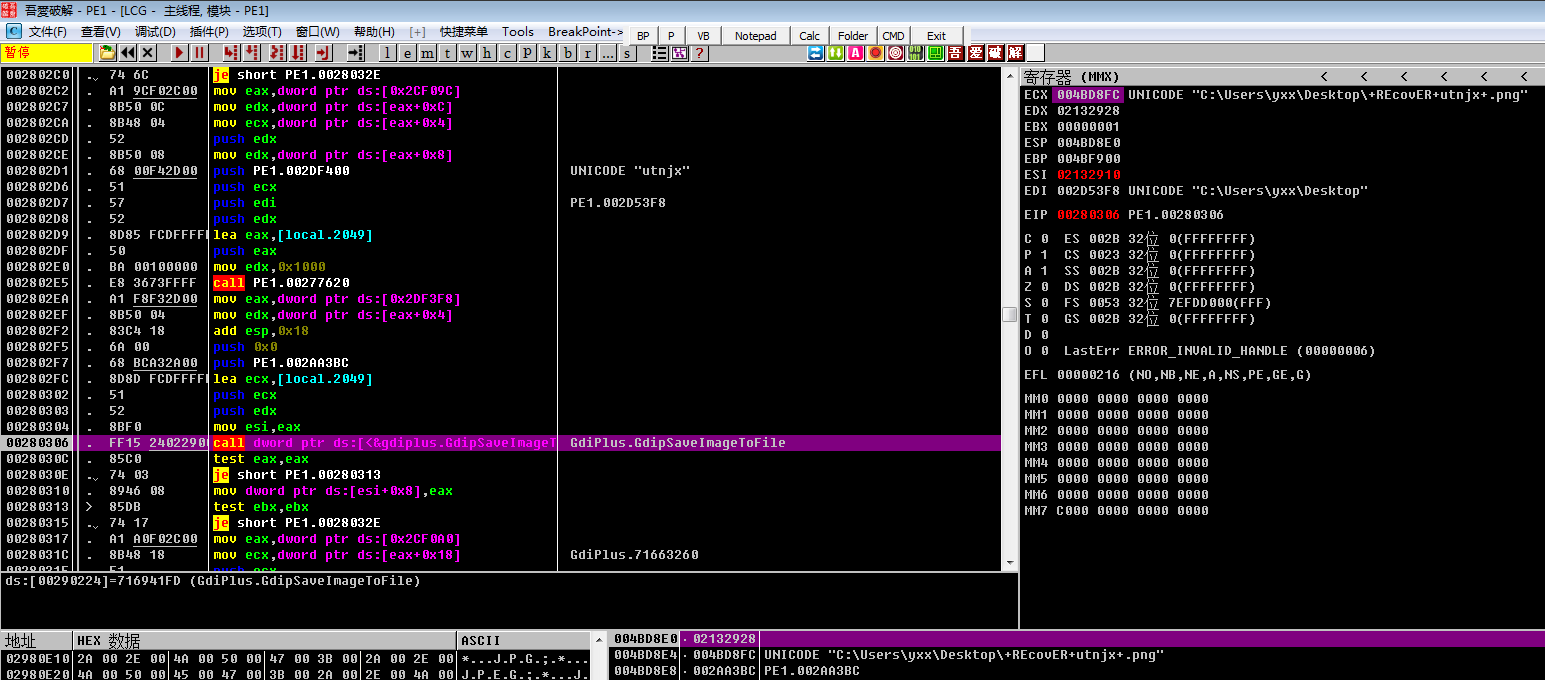 吾愛破解 - PE1 - [LCG - 主线程, 模块 - PE1]
文件(F) 查看(V) 调试(D) 插件(P) 选项(T) 窗口(W) 帮助(H) [+] 快捷菜单 Tools BreakPoint-> BP P VB Notepad Calc Folder CMD Exit
暂停 l e m t w h c p k b r ... s ? A 吾 爱 破 解
002802C0 . 74 6C je short PE1.0028032E
002802C2 . A1 9CF02C00 mov eax,dword ptr ds:[0x2CF09C]
002802C7 . 8B50 0C mov edx,dword ptr ds:[eax+0xC]
002802CA . 8B48 04 mov ecx,dword ptr ds:[eax+0x4]
002802CD . 52 push edx
002802CE . 8B50 08 mov edx,dword ptr ds:[eax+0x8]
002802D1 . 68 00F42D00 push PE1.002DF400 UNICODE "utnjx"
002802D6 . 51 push ecx
002802D7 . 57 push edi PE1.002D53F8
002802D8 . 52 push edx
002802D9 . 8D85 FCDFFFF lea eax,[local.2049]
002802DF . 50 push eax
002802E0 . BA 00100000 mov edx,0x1000
002802E5 . E8 3673FFFF call PE1.00277620
002802EA . A1 F8F32D00 mov eax,dword ptr ds:[0x2DF3F8]
002802EF . 8B50 04 mov edx,dword ptr ds:[eax+0x4]
002802F2 . 83C4 18 add esp,0x18
002802F5 . 6A 00 push 0x0
002802F7 . 68 BCA32A00 push PE1.002AA3BC
002802FC . 8D8D FCDFFFF lea ecx,[local.2049]
00280302 . 51 push ecx
00280303 . 52 push edx
00280304 . 8BF0 mov esi,eax
00280306 . FF15 2402290 call dword ptr ds:[<&gdiplus.GdipSaveImageT GdiPlus.GdipSaveImageToFile
0028030C . 85C0 test eax,eax
0028030E . 74 03 je short PE1.00280313
00280310 . 8946 08 mov dword ptr ds:[esi+0x8],eax
00280313 > 85DB test ebx,ebx
00280315 . 74 17 je short PE1.0028032E
00280317 . A1 A0F02C00 mov eax,dword ptr ds:[0x2CF0A0]
0028031C . 8B48 18 mov ecx,dword ptr ds:[eax+0x18] GdiPlus.71663260
0028031F . 51 push ecx
ds:[00290224]=716941FD (GdiPlus.GdipSaveImageToFile)
寄存器 (MMX) < < < < < <
ECX 004BD8FC UNICODE "C:\Users\yxx\Desktop\+REcovER+utnjx+.png"
EDX 02132928
EBX 00000001
ESP 004BD8E0
EBP 004BF900
ESI 02132910
EDI 002D53F8 UNICODE "C:\Users\yxx\Desktop"
EIP 00280306 PE1.00280306
C 0 ES 002B 32位 0(FFFFFFFF)
P 1 CS 0023 32位 0(FFFFFFFF)
A 1 SS 002B 32位 0(FFFFFFFF)
Z 0 DS 002B 32位 0(FFFFFFFF)
S 0 FS 0053 32位 7EFDD000(FFF)
T 0 GS 002B 32位 0(FFFFFFFF)
D 0
O 0 LastErr ERROR_INVALID_HANDLE (00000006)
EFL 00000216 (NO,NB,NE,A,NS,PE,GE,G)
MM0 0000 0000 0000 0000
MM1 0000 0000 0000 0000
MM2 0000 0000 0000 0000
MM3 0000 0000 0000 0000
MM4 0000 0000 0000 0000
MM5 0000 0000 0000 0000
MM6 0000 0000 0000 0000
MM7 C000 0000 0000 0000
地址 HEX 数据 ASCII
02980E10 2A 00 2E 00 4A 00 50 00 47 00 3B 00 2A 00 2E 00 *...J.P.G.;.*...
02980E20 4A 00 50 00 45 00 47 00 3B 00 2A 00 2E 00 4A 00 J.P.E.G.;.*...J.
004BD8E0 02132928
004BD8E4 004BD8FC UNICODE "C:\Users\yxx\Desktop\+REcovER+utnjx+.png"
004BD8E8 002AA3BC PE1.002AA3BC